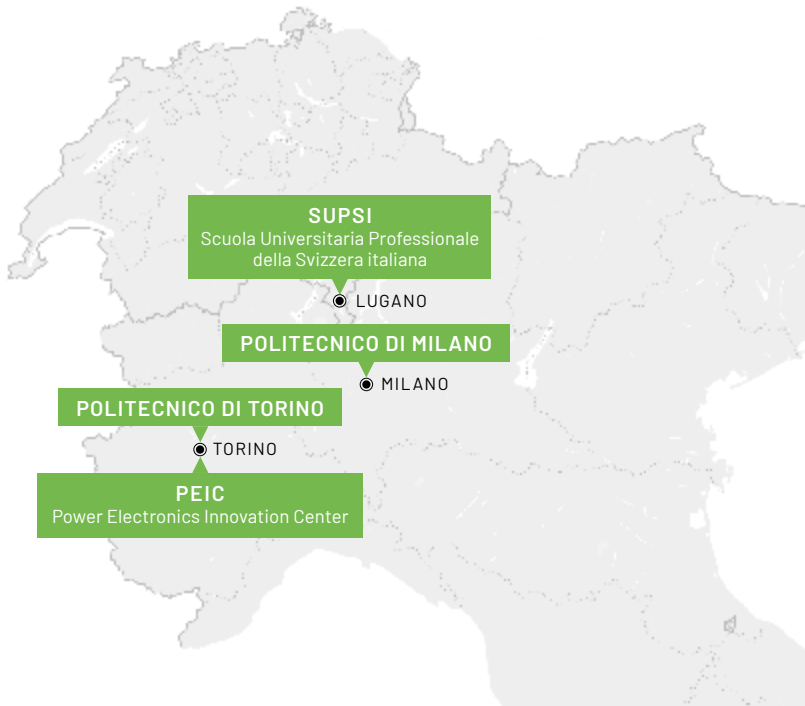 SUPSI
Scuola Universitaria Professionale
della Svizzera italiana
LUGANO
POLITECNICO DI MILANO
MILANO
POLITECNICO DI TORINO
TORINO
PEIC
Power Electronics Innovation Center